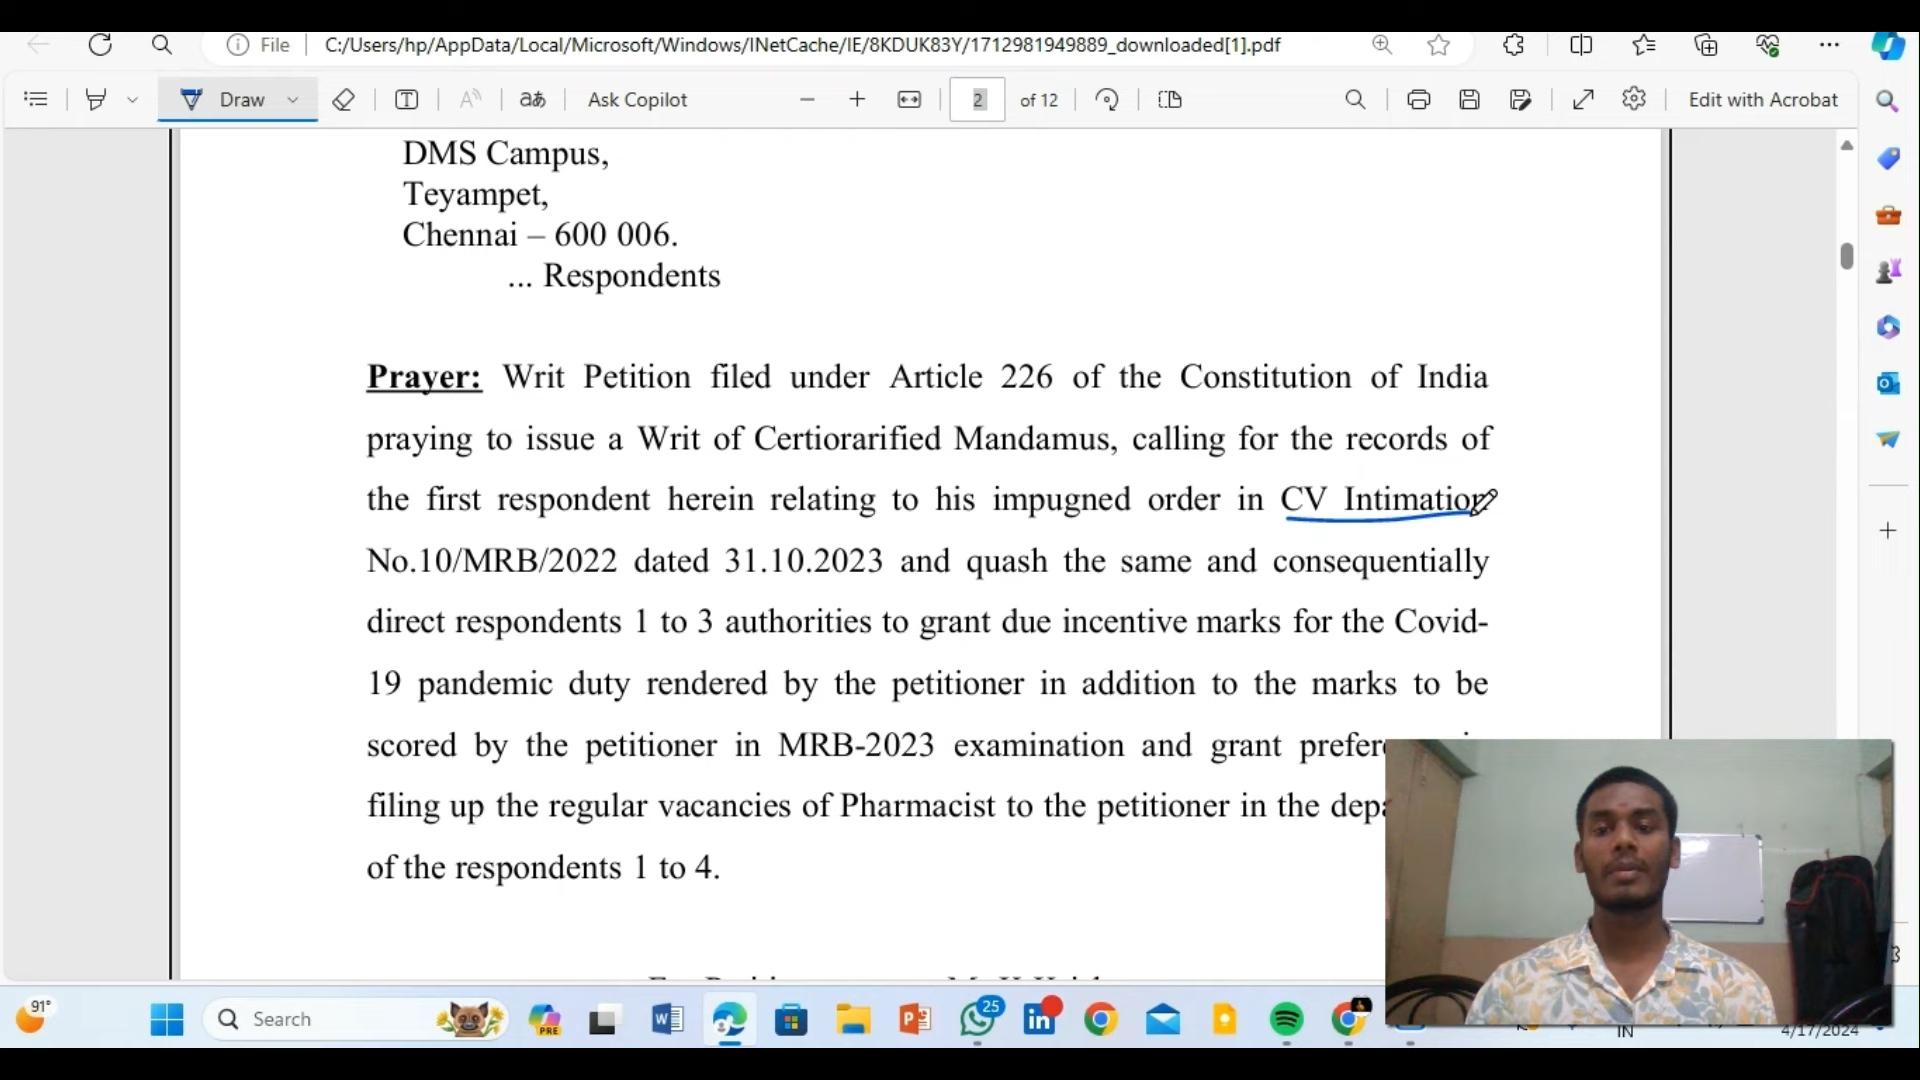 File
C:/Users/hp/AppData/Local/Microsoft/Windows/INetCache/IE/8KDUK83Y/1712981949889_downloaded[1].pdf
Draw
Ask Copilot
2 of 12
Edit with Acrobat
DMS Campus,
Teyampet,
Chennai – 600 006.
... Respondents
Prayer: Writ Petition filed under Article 226 of the Constitution of India
praying to issue a Writ of Certiorarified Mandamus, calling for the records of
the first respondent herein relating to his impugned order in CV Intimation
No.10/MRB/2022 dated 31.10.2023 and quash the same and consequentially
direct respondents 1 to 3 authorities to grant due incentive marks for the Covid-
19 pandemic duty rendered by the petitioner in addition to the marks to be
scored by the petitioner in MRB-2023 examination and grant
filing up the regular vacancies of Pharmacist to the petitioner in the
of the respondents 1 to 4.
91°
Search
PRE
25
IN
4/17/2024